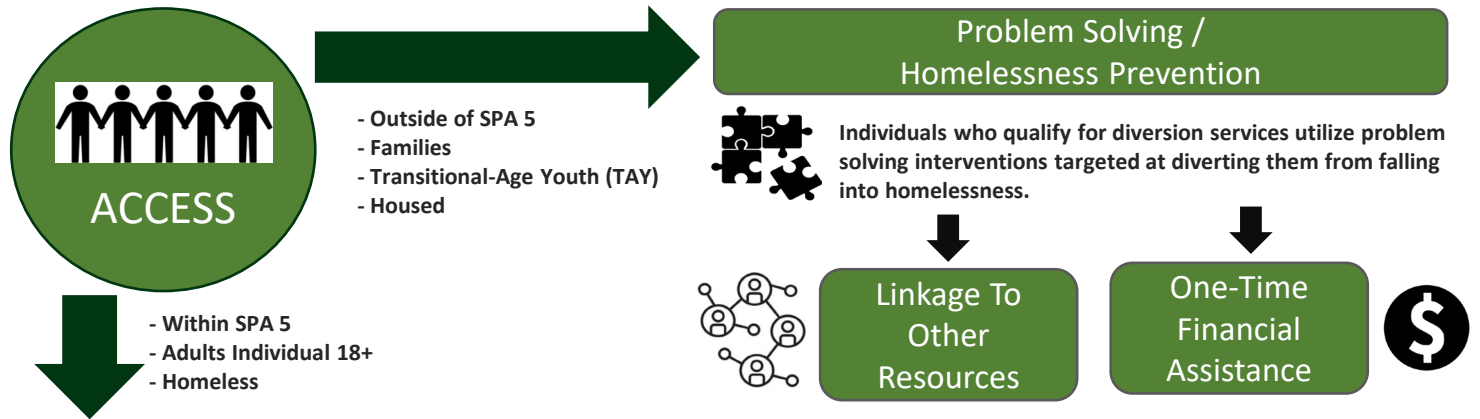 ACCESS
- Outside of SPA 5
- Families
- Transitional-Age Youth (TAY)
- Housed
- Within SPA 5
- Adults Individual 18+
- Homeless
Problem Solving /
Homelessness Prevention
Individuals who qualify for diversion services utilize problem
solving interventions targeted at diverting them from falling
into homelessness.
Linkage To
Other
Resources
One-Time
Financial
Assistance
$